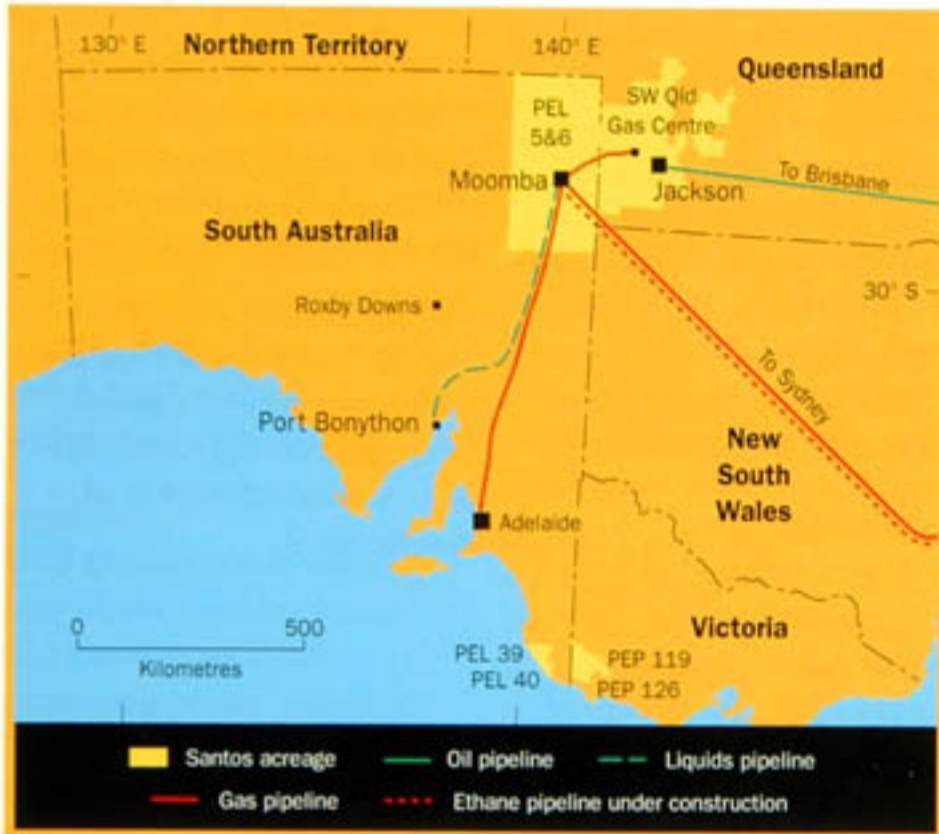 130° E
Northern Territory
140° E
Queensland
PEL
5&6
SW Qld
Gas Centre
Moomba
Jackson
To Brisbane
South Australia
30° S
Roxby Downs
To Sydney
Port Bonython
New
South
Wales
Adelaide
0 500
Kilometres
Victoria
PEL 39
PEL 40
PEP 119
PEP 126
Santos acreage
Oil pipeline
Liquids pipeline
Gas pipeline
Ethane pipeline under construction